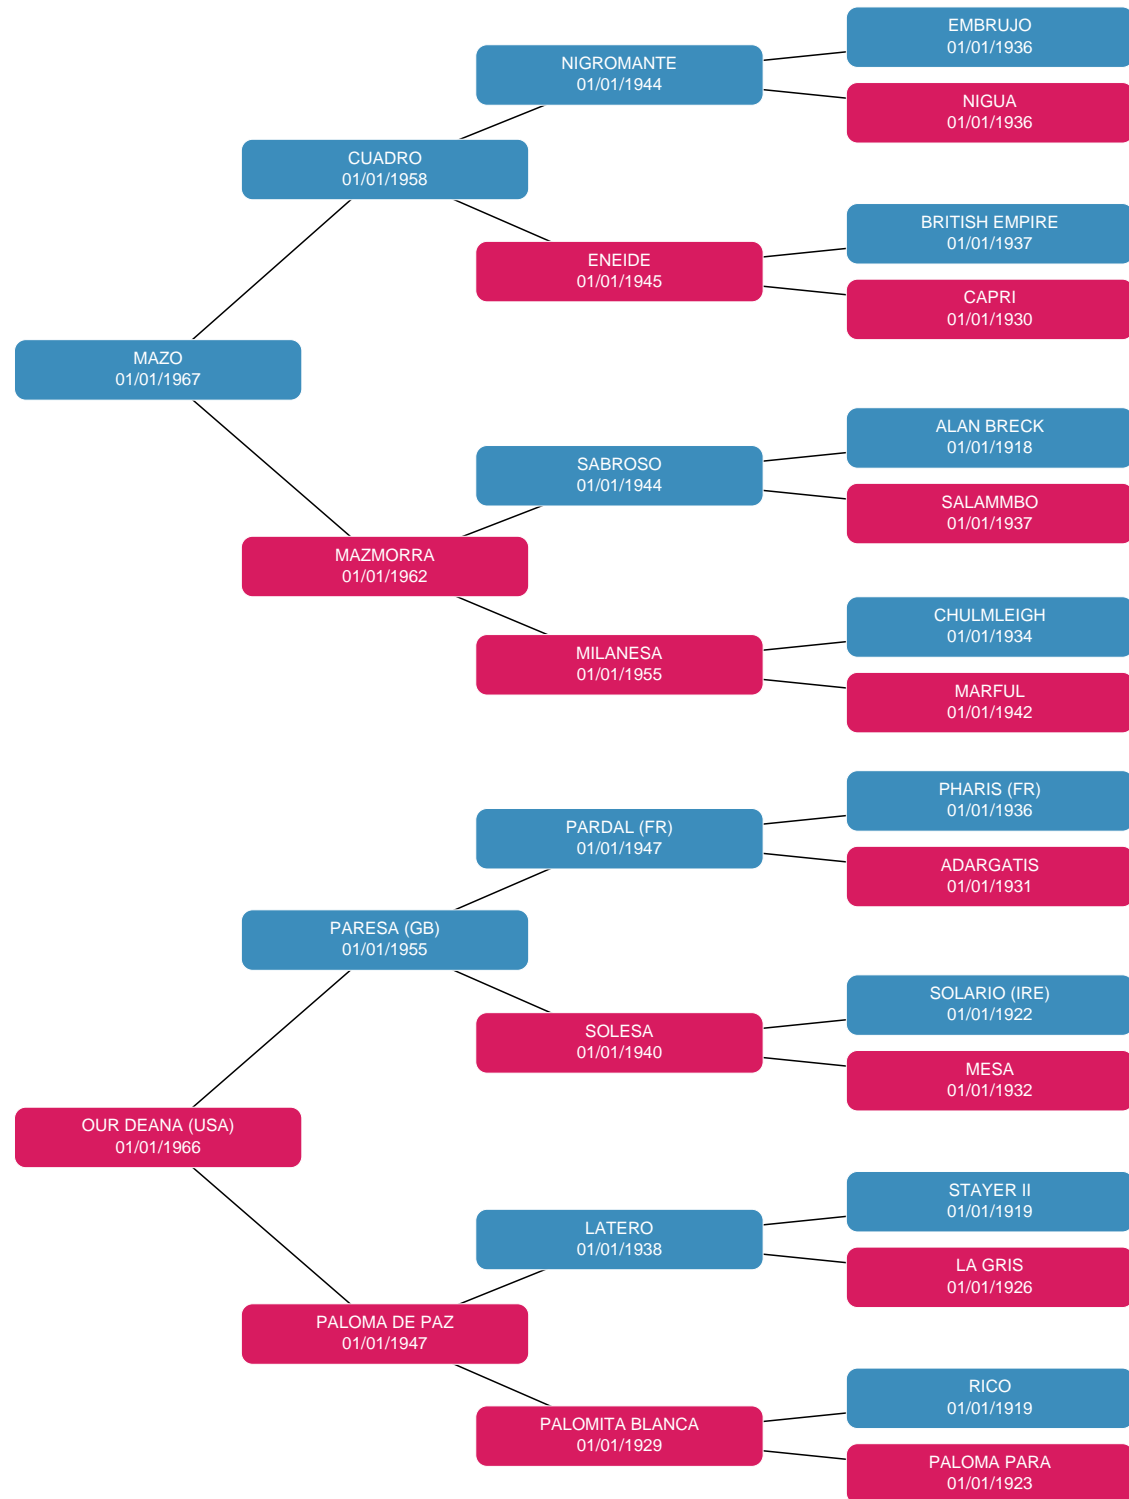 EMBRUJO
01/01/1936
NIGROMANTE
01/01/1944
NIGUA
01/01/1936
CUADRO
01/01/1958
BRITISH EMPIRE
01/01/1937
ENEIDE
01/01/1945
CAPRI
01/01/1930
MAZO
01/01/1967
ALAN BRECK
01/01/1918
SABROSO
01/01/1944
SALAMMBO
01/01/1937
MAZMORRA
01/01/1962
CHULMLEIGH
01/01/1934
MILANESA
01/01/1955
MARFUL
01/01/1942
PHARIS (FR)
01/01/1936
PARDAL (FR)
01/01/1947
ADARGATIS
01/01/1931
PARESA (GB)
01/01/1955
SOLARIO (IRE)
01/01/1922
SOLESA
01/01/1940
MESA
01/01/1932
OUR DEANA (USA)
01/01/1966
STAYER II
01/01/1919
LATERO
01/01/1938
LA GRIS
01/01/1926
PALOMA DE PAZ
01/01/1947
RICO
01/01/1919
PALOMITA BLANCA
01/01/1929
PALOMA PARA
01/01/1923